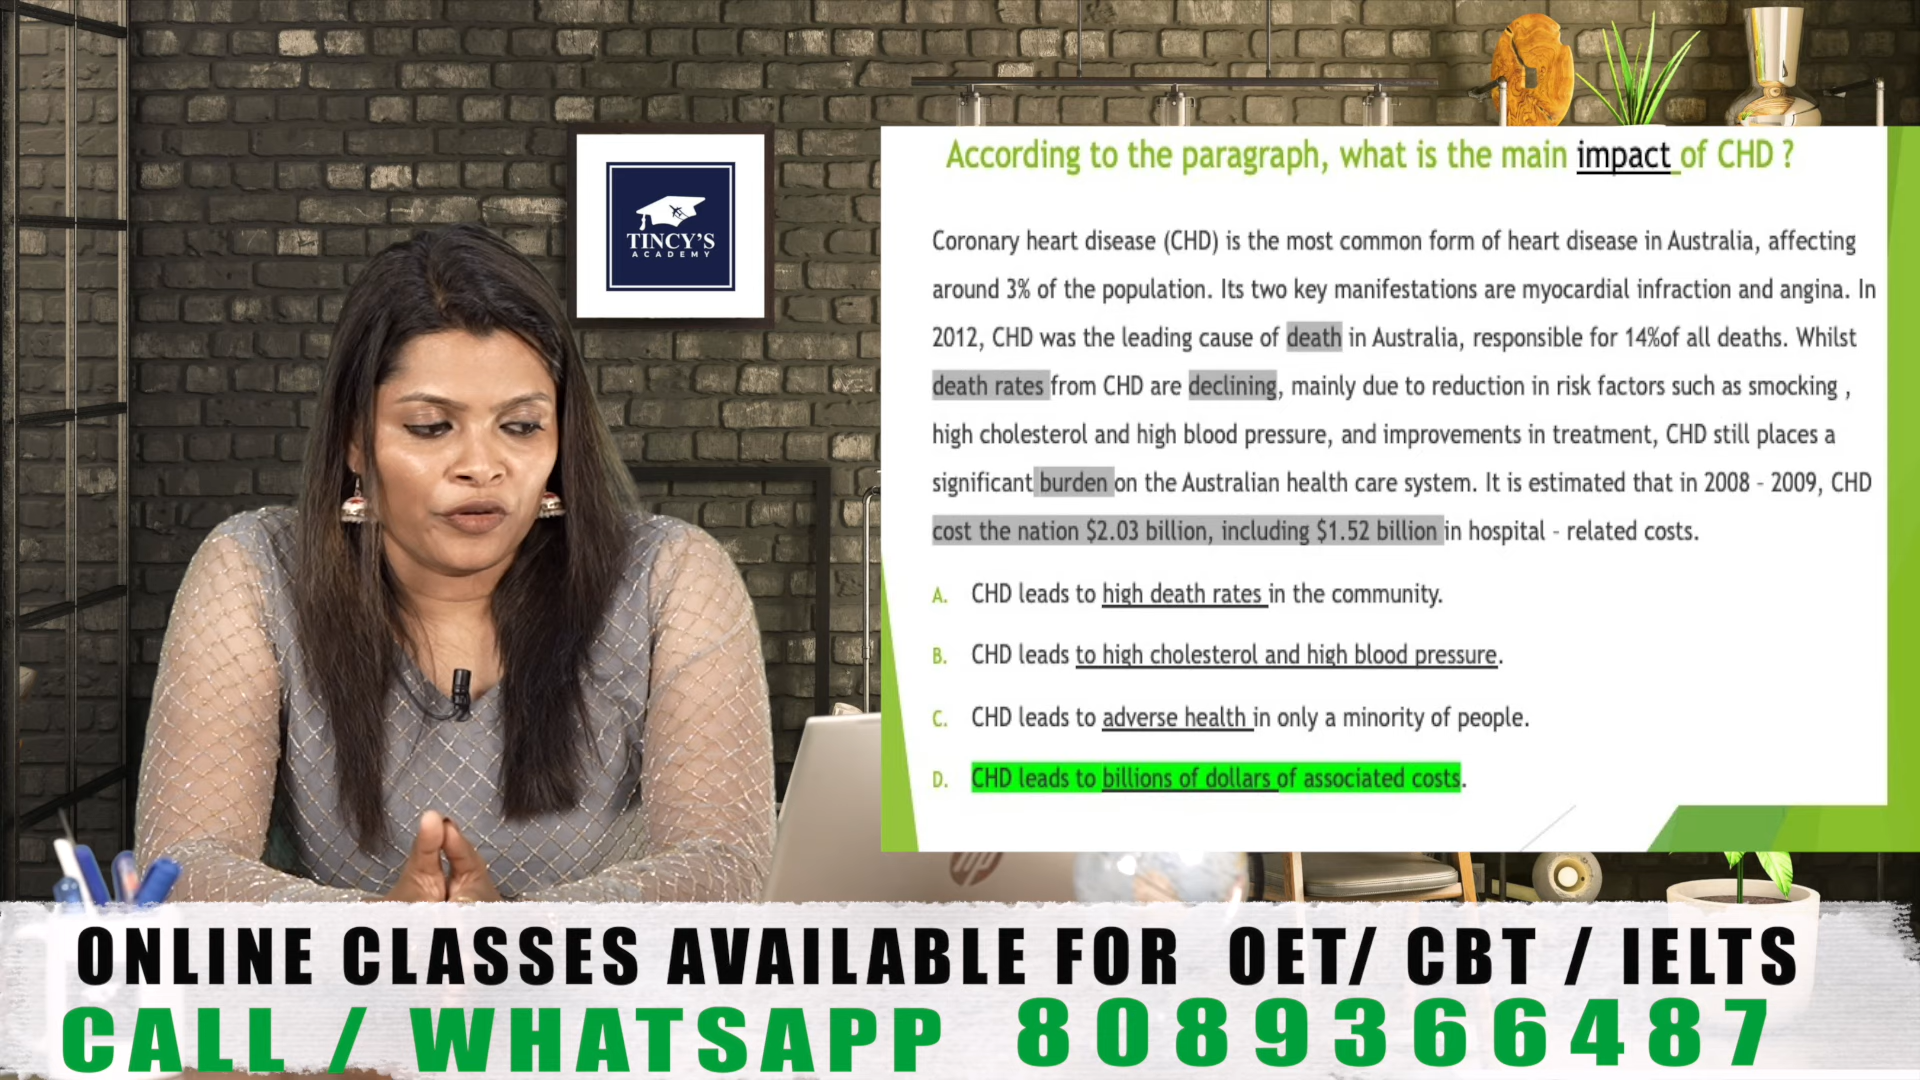 According to the paragraph, what is the main impact of CHD ?
TINCY'S
ACADEMY
Coronary heart disease (CHD) is the most common form of heart disease in Australia, affecting
around 3% of the population. Its two key manifestations are myocardial infraction and angina. In
2012, CHD was the leading cause of death in Australia, responsible for 14%of all deaths. Whilst
death rates from CHD are declining, mainly due to reduction in risk factors such as smocking ,
high cholesterol and high blood pressure, and improvements in treatment, CHD still places a
significant burden on the Australian health care system. It is estimated that in 2008 - 2009, CHD
cost the nation $2.03 billion, including $1.52 billion in hospital - related costs.
A. CHD leads to high death rates in the community.
B. CHD leads to high cholesterol and high blood pressure.
C. CHD leads to adverse health in only a minority of people.
D. CHD leads to billions of dollars of associated costs.
hp
ONLINE CLASSES AVAILABLE FOR OET/ CBT / IELTS
CALL / WHATSAPP 8089366487